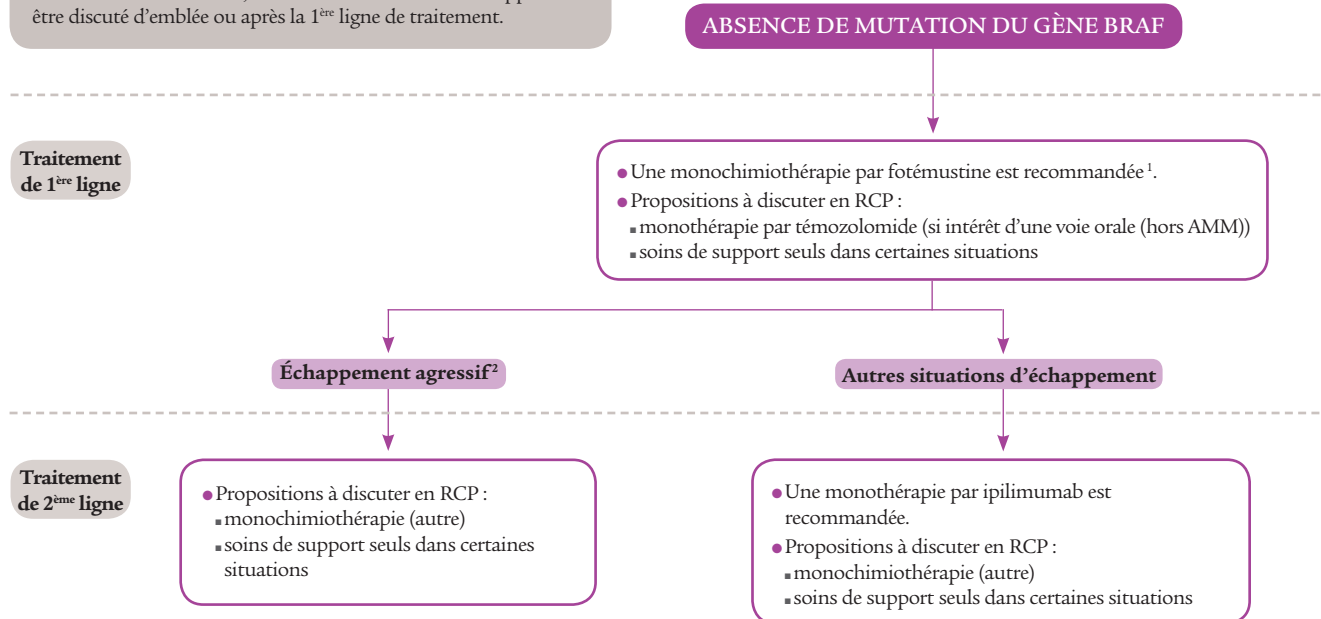 être discuté d'emblée ou après la 1ère ligne de traitement.
ABSENCE DE MUTATION DU GÈNE BRAF
Traitement
de 1ère ligne
● Une monochimiothérapie par fotémustine est recommandée 1.
● Propositions à discuter en RCP :
▪ monothérapie par témozolomide (si intérêt d'une voie orale (hors AMM))
▪ soins de support seuls dans certaines situations
Échappement agressif 2
Autres situations d'échappement
Traitement
de 2ème ligne
● Propositions à discuter en RCP :
▪ monochimiothérapie (autre)
▪ soins de support seuls dans certaines
situations
● Une monothérapie par ipilimumab est
recommandée.
● Propositions à discuter en RCP :
▪ monochimiothérapie (autre)
▪ soins de support seuls dans certaines situations